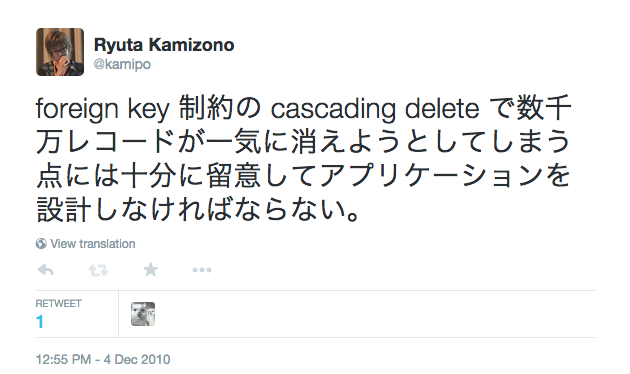 Ryuta Kamizono
@kamipo
foreign key 制約の cascading delete で数千
万レコードが一気に消えようとしてしまう
点には十分に留意してアプリケーションを
設計しなければならない。
View translation
RETWEET
1
12:55 PM - 4 Dec 2010